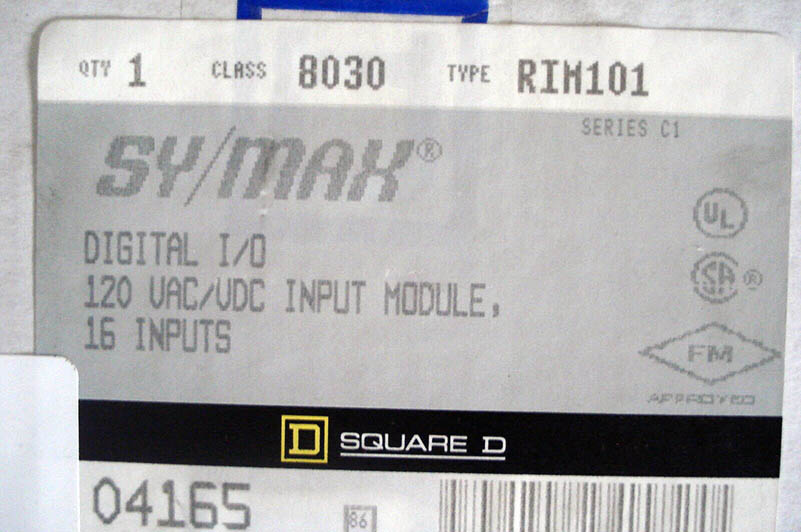 QTY 1 CLASS 8030 TYPE RIM101
SERIES C1
SY/MAX®
DIGITAL I/O
120 VAC/VDC INPUT MODULE,
16 INPUTS
UL
SA ®
FM
APPROVED
D SQUARE D
04165
86